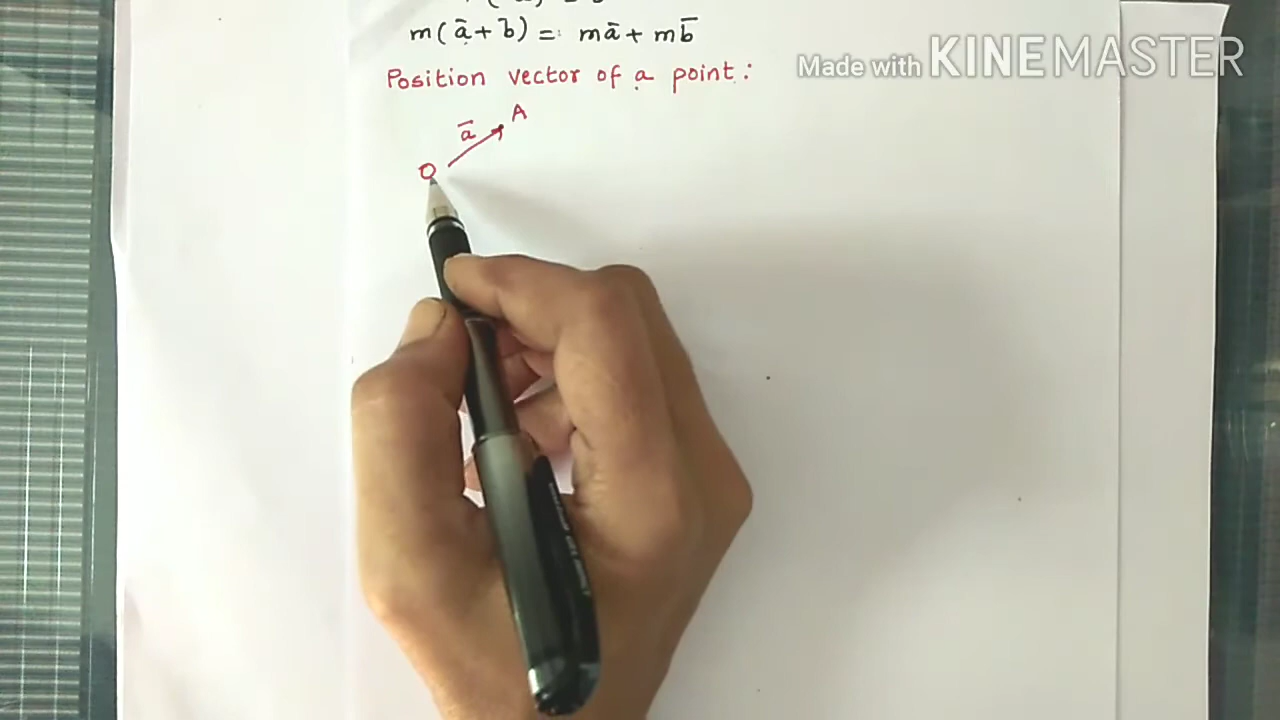 m(ā+b̄) = mā + mb̄
Made with KINEMASTER
Position vector of a point:
A
ā
O